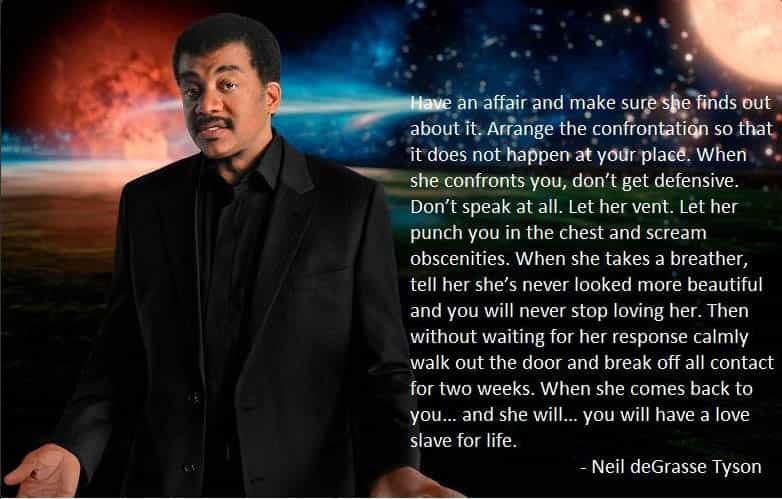 Have an affair and make sure she finds out
about it. Arrange the confrontation so that
it does not happen at your place. When
she confronts you, don’t get defensive.
Don’t speak at all. Let her vent. Let her
punch you in the chest and scream
obscenities. When she takes a breather,
tell her she’s never looked more beautiful
and you will never stop loving her. Then
without waiting for her response calmly
walk out the door and break off all contact
for two weeks. When she comes back to
you… and she will… you will have a love
slave for life.
- Neil deGrasse Tyson